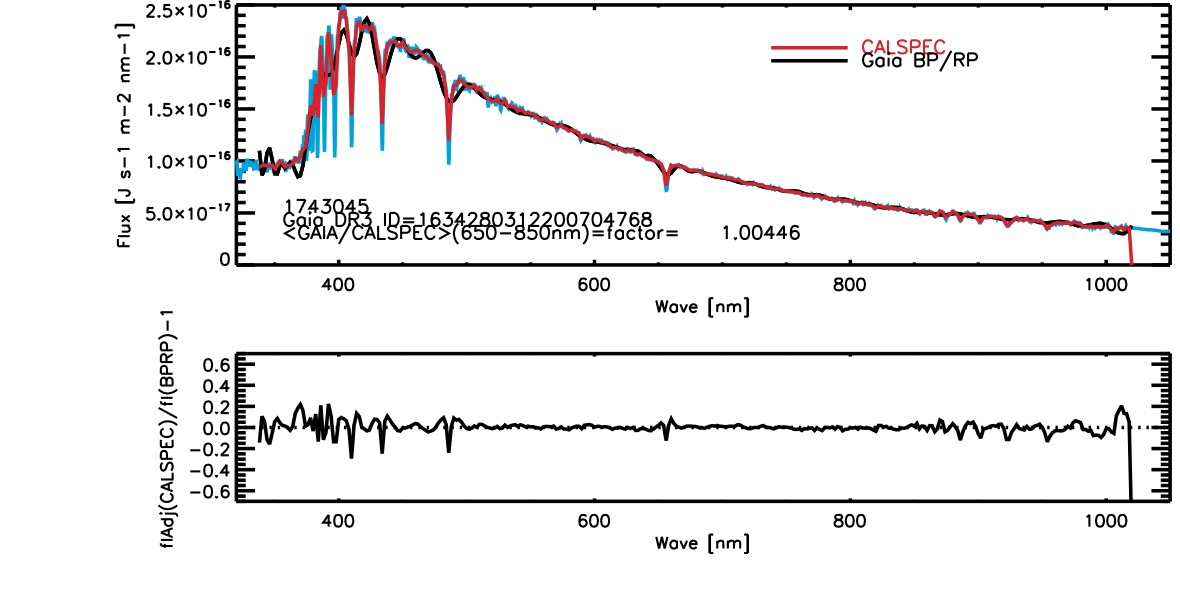 2.5×10−16
2.0×10−16
1.5×10−16
1.0×10−16
5.0×10−17
0
Flux [J s−1 m−2 nm−1]
CALSPEC
Gaia BP/RP
1743045
Gaia DR3 ID=1634280312200704768
<GAIA/CALSPEC>(650−850nm)=factor= 1.00446
400 600 800 1000
Wave [nm]
flAdj(CALSPEC)/fl(BPRP)−1
0.6
0.4
0.2
0.0
−0.2
−0.4
−0.6
400 600 800 1000
Wave [nm]